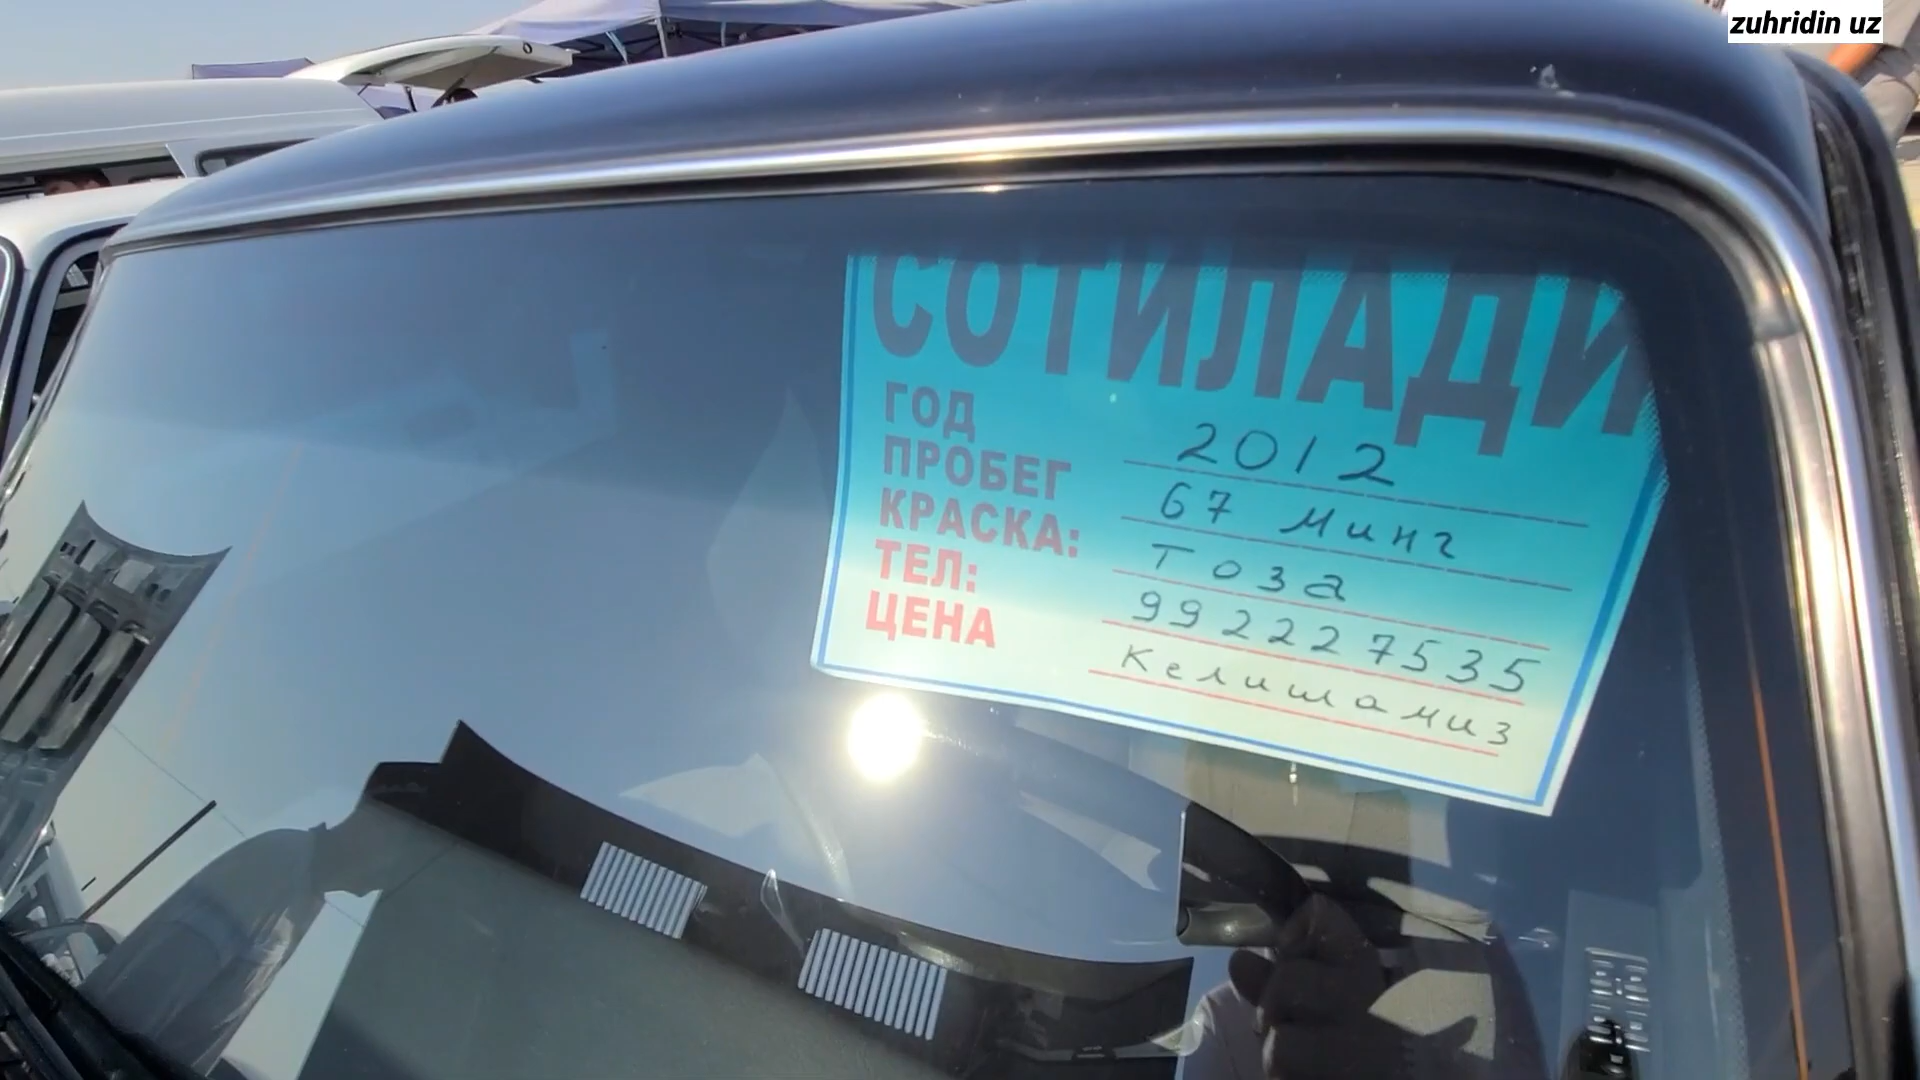 zuhridin uz
СОТИЛАДИ
ГОД 2012
ПРОБЕГ 67 минг
КРАСКА: Тоза
ТЕЛ: 992227535
ЦЕНА Келишамиз